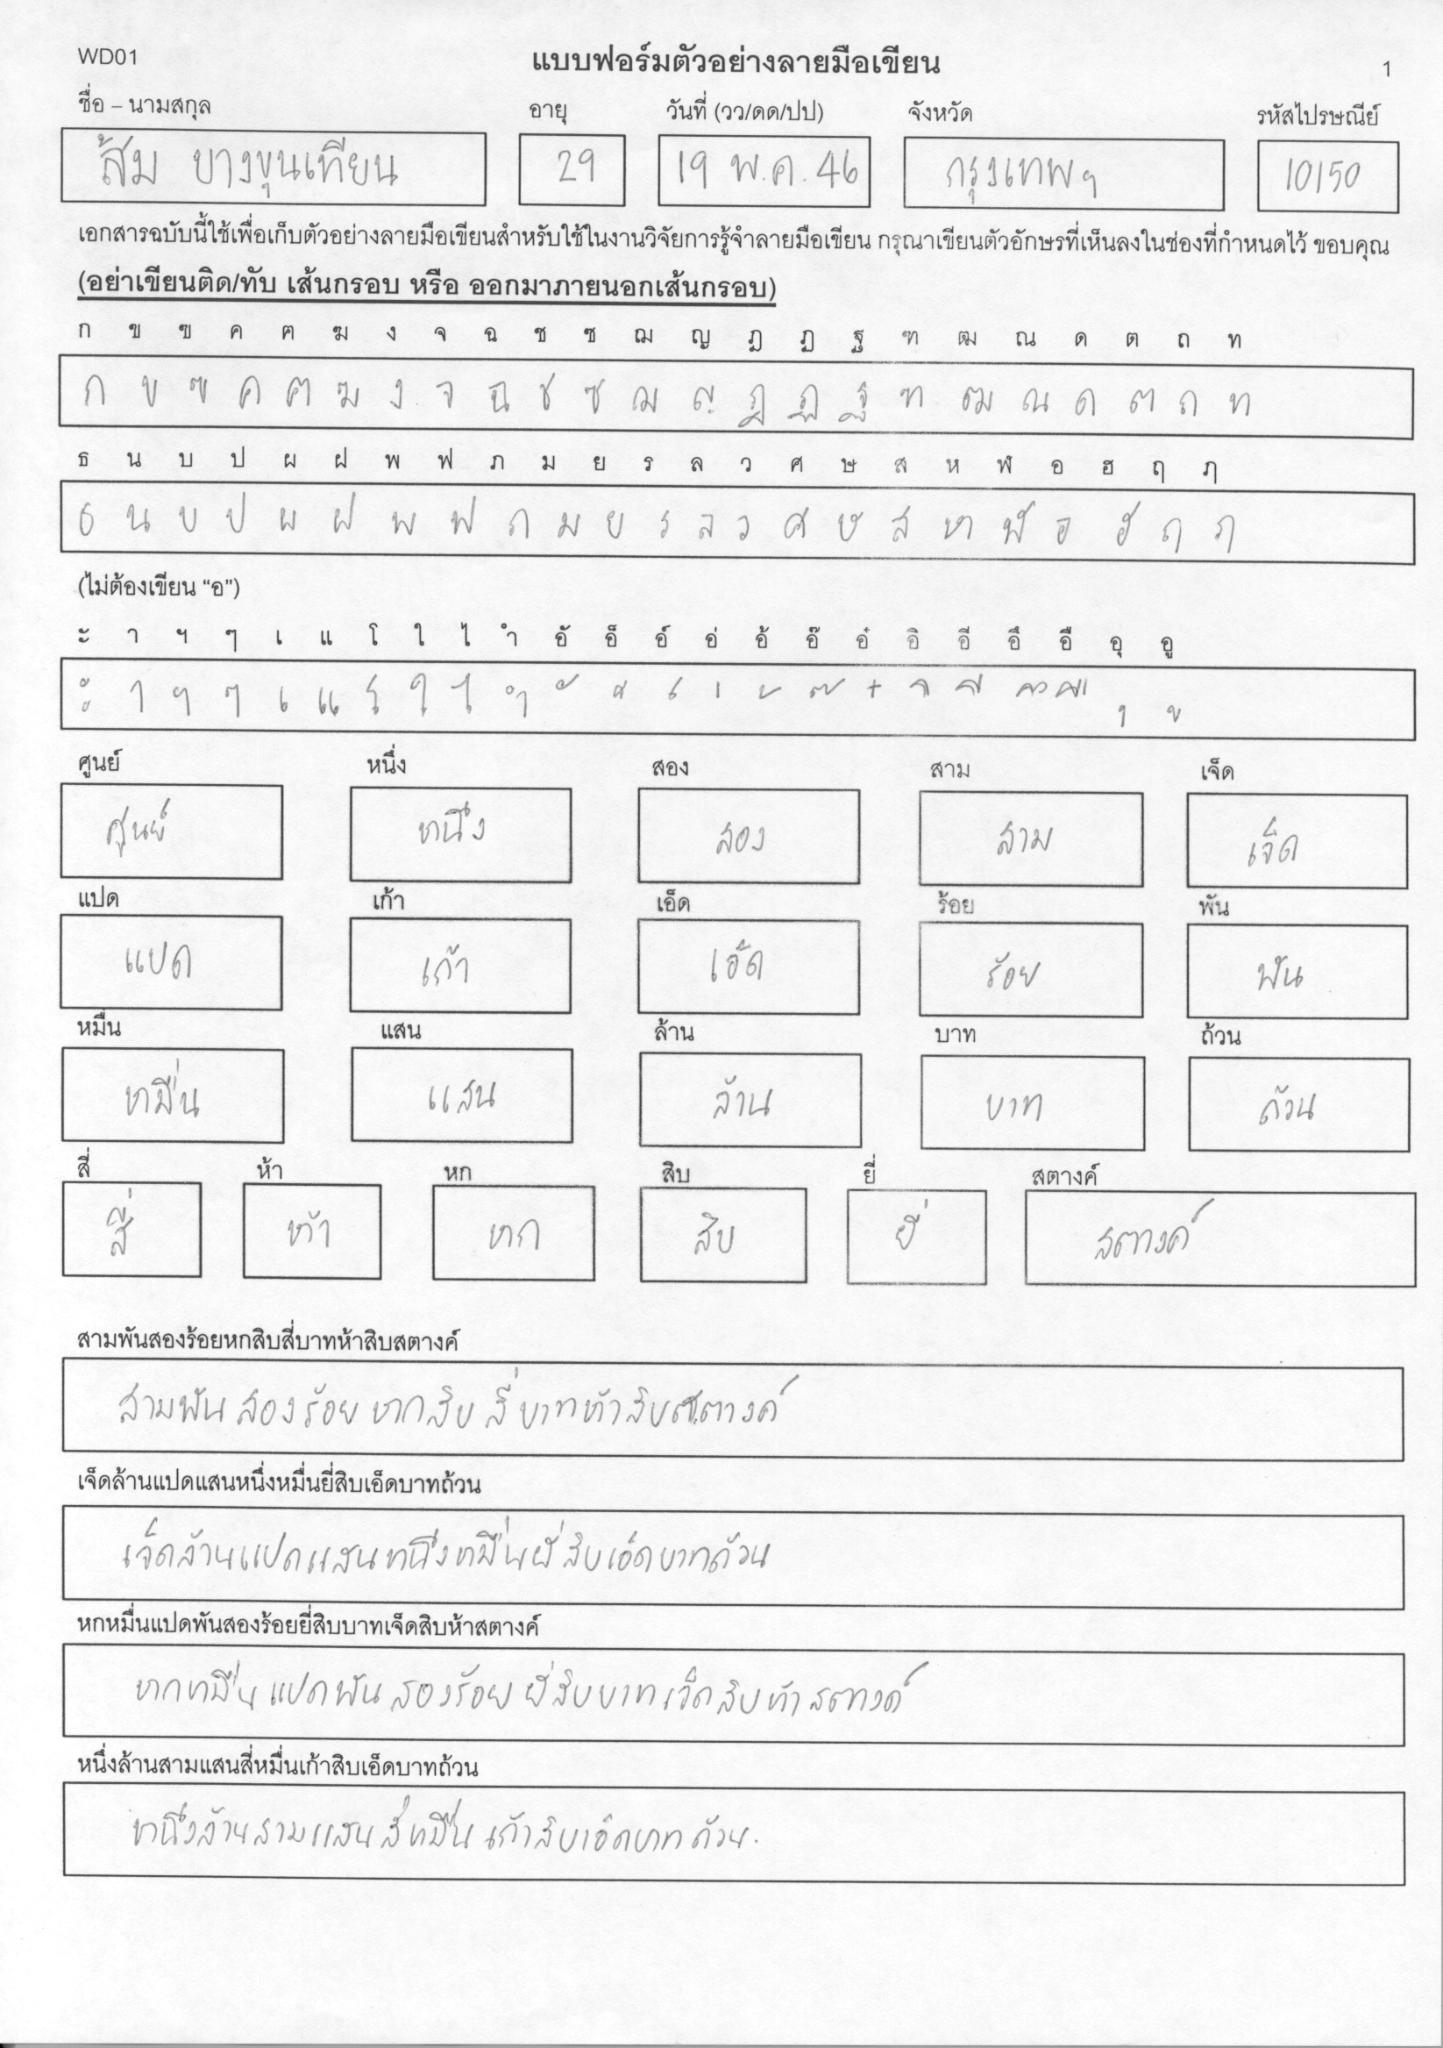 WD01 แบบฟอร์มตัวอย่างลายมือเขียน 1
ชื่อ – นามสกุล อายุ วันที่ (วว/ดด/ปป) จังหวัด รหัสไปรษณีย์
ส้ม บางขุนเทียน 29 19 พ.ค. 46 กรุงเทพฯ 10150
เอกสารฉบับนี้ใช้เพื่อเก็บตัวอย่างลายมือเขียนสำหรับใช้ในงานวิจัยการรู้จำลายมือเขียน กรุณาเขียนตัวอักษรที่เห็นลงในช่องที่กำหนดไว้ ขอบคุณ
(อย่าเขียนติด/ทับ เส้นกรอบ หรือ ออกมาภายนอกเส้นกรอบ)
ก ข ฃ ค ฅ ฆ ง จ ฉ ช ซ ฌ ญ ฎ ฏ ฐ ฑ ฒ ณ ด ต ถ ท
ก ข ฃ ค ฅ ฆ ง จ ฉ ช ซ ฌ ญ ฎ ฏ ฐ ฑ ฒ ณ ด ต ถ ท
ธ น บ ป ผ ฝ พ ฟ ภ ม ย ร ล ว ศ ษ ส ห ฬ อ ฮ ฤ ฦ
ธ น บ ป ผ ฝ พ ฟ ภ ม ย ร ล ว ศ ษ ส ห ฬ อ ฮ ฤ ฦ
(ไม่ต้องเขียน “อ”)
ะ า ฯ ๆ เ แ โ ใ ไ ำ อั อ็ อ์ อ่ อ้ อ๊ อ๋ อิ อี อึ อื อุ อู
ะ า ฯ ๆ เ แ โ ใ ไ ำ ั ็ ์ ่ ้ ๊ ๋ ิ ี ึ ื ุ ู
ศูนย์ หนึ่ง สอง สาม เจ็ด
ศูนย์ หนึ่ง สอง สาม เจ็ด
แปด เก้า เอ็ด ร้อย พัน
แปด เก้า เอ็ด ร้อย พัน
หมื่น แสน ล้าน บาท ถ้วน
หมื่น แสน ล้าน บาท ถ้วน
สี่ ห้า หก สิบ ยี่ สตางค์
สี่ ห้า หก สิบ ยี่ สตางค์
สามพันสองร้อยหกสิบสี่บาทห้าสิบสตางค์
สามพันสองร้อยหกสิบสี่บาทห้าสิบสตางค์
เจ็ดล้านแปดแสนหนึ่งหมื่นยี่สิบเอ็ดบาทถ้วน
เจ็ดล้านแปดแสนหนึ่งหมื่นยี่สิบเอ็ดบาทถ้วน
หกหมื่นแปดพันสองร้อยยี่สิบบาทเจ็ดสิบห้าสตางค์
หกหมื่นแปดพันสองร้อยยี่สิบบาทเจ็ดสิบห้าสตางค์
หนึ่งล้านสามแสนสี่หมื่นเก้าสิบเอ็ดบาทถ้วน
หนึ่งล้านสามแสนสี่หมื่นเก้าสิบเอ็ดบาทถ้วน.